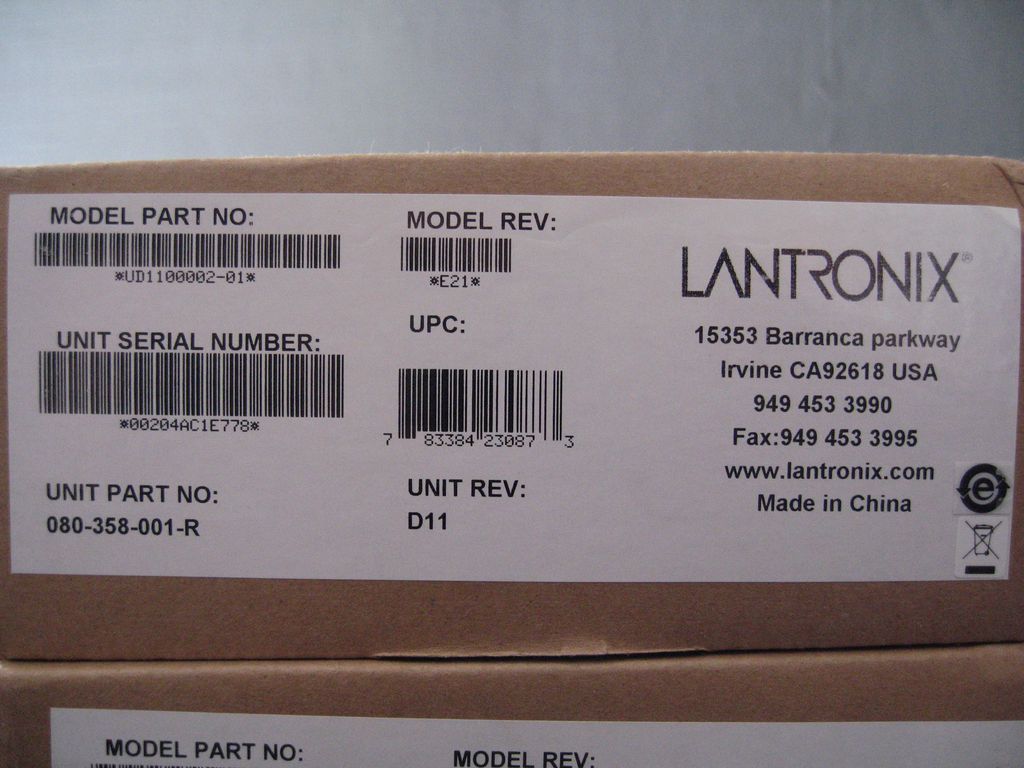 MODEL PART NO:
*UD1100002-01*
UNIT SERIAL NUMBER:
*00204AC1E778*
UNIT PART NO:
080-358-001-R
MODEL REV:
*E21*
UPC:
7 83384 23087 3
UNIT REV:
D11
LANTRONIX®
15353 Barranca parkway
Irvine CA92618 USA
949 453 3990
Fax:949 453 3995
www.lantronix.com
Made in China
e
MODEL PART NO:
MODEL REV: